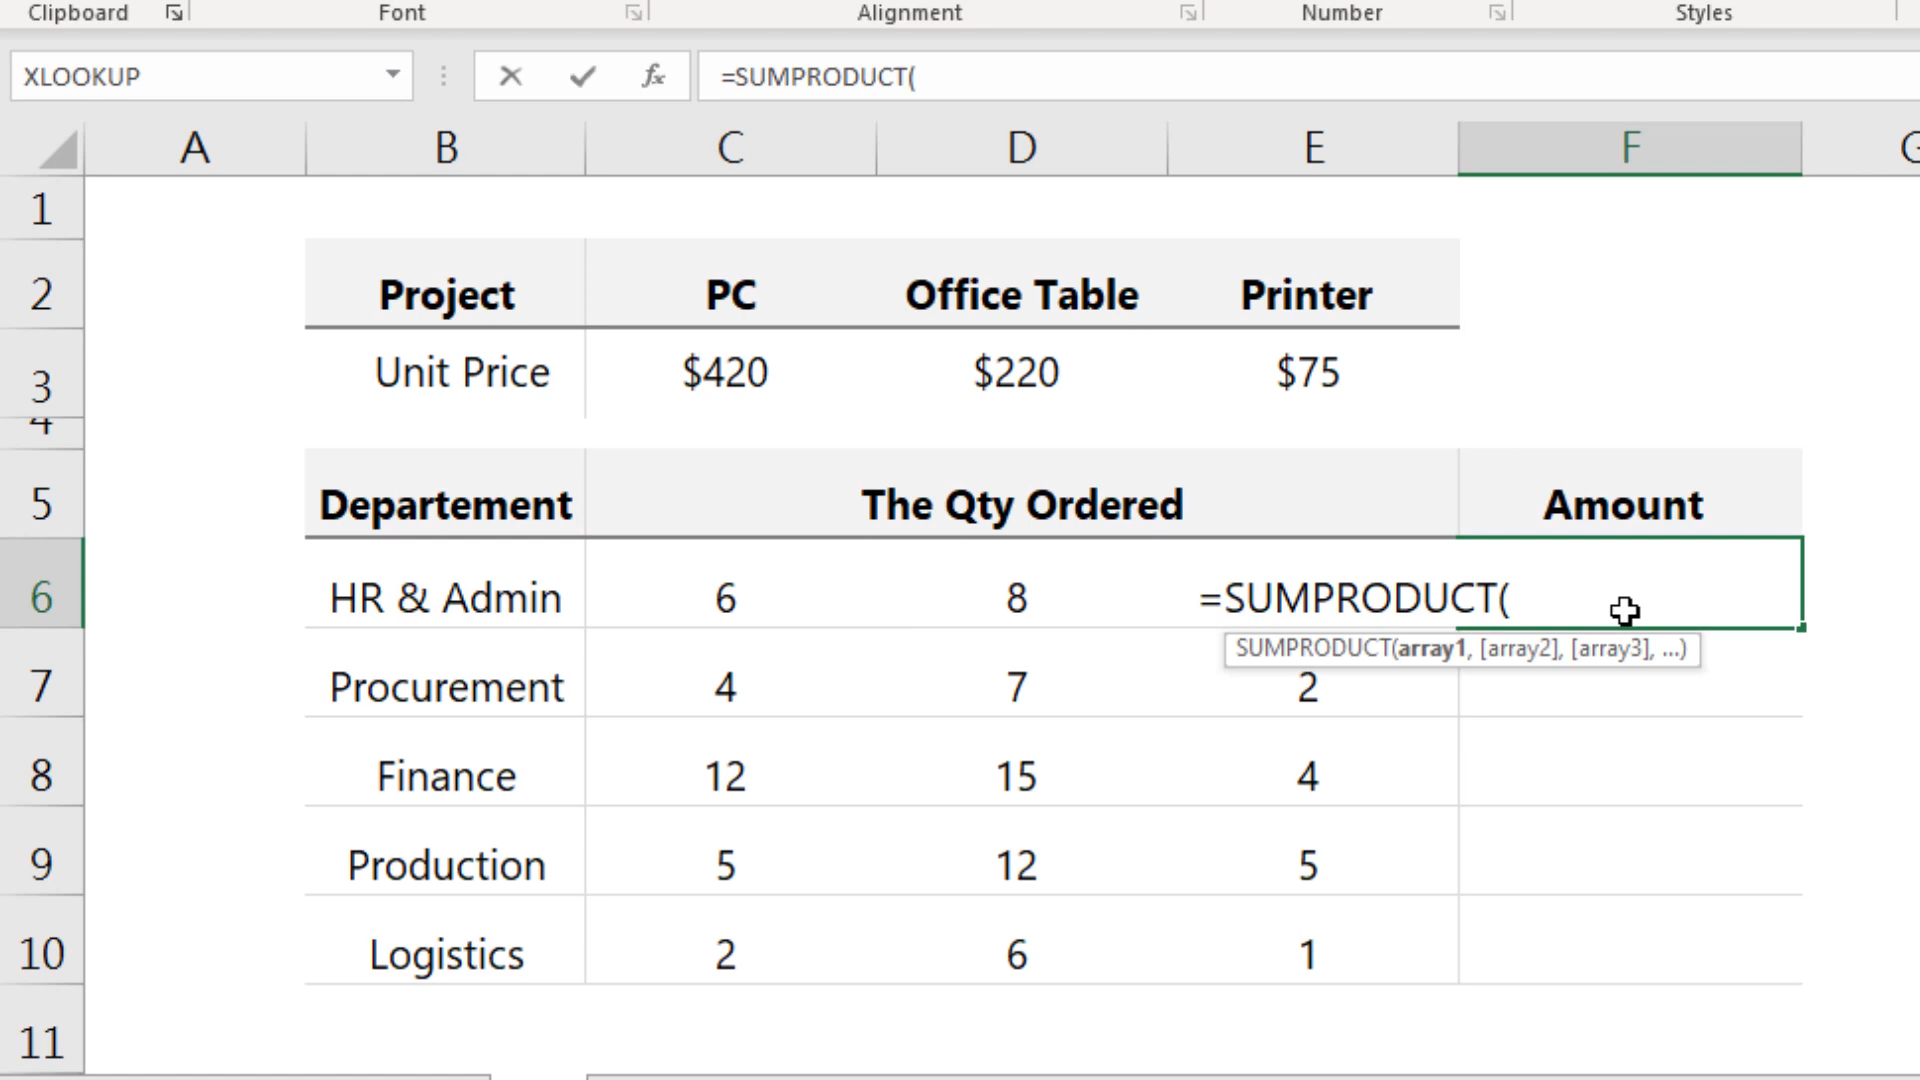 Clipboard Font Alignment Number Styles
XLOOKUP fx =SUMPRODUCT(
A B C D E F
1
2 Project PC Office Table Printer
3 Unit Price $420 $220 $75
4
5 Departement The Qty Ordered Amount
6 HR & Admin 6 8 =SUMPRODUCT(
SUMPRODUCT(array1, [array2], [array3], ...)
7 Procurement 4 7 2
8 Finance 12 15 4
9 Production 5 12 5
10 Logistics 2 6 1
11